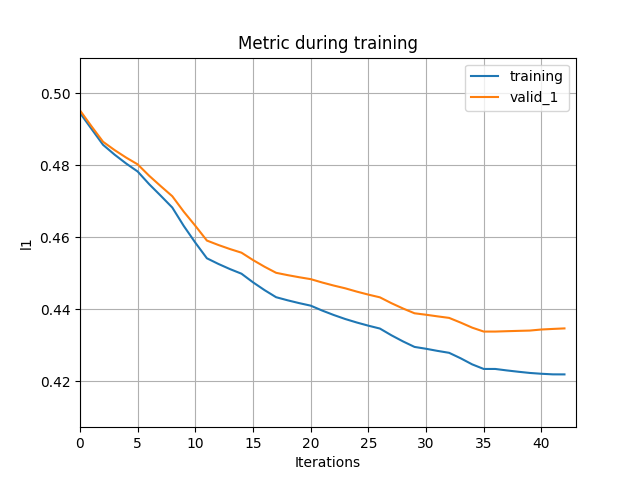 Metric during training
training
valid_1
0.50
0.48
0.46
0.44
0.42
l1
0 5 10 15 20 25 30 35 40
Iterations